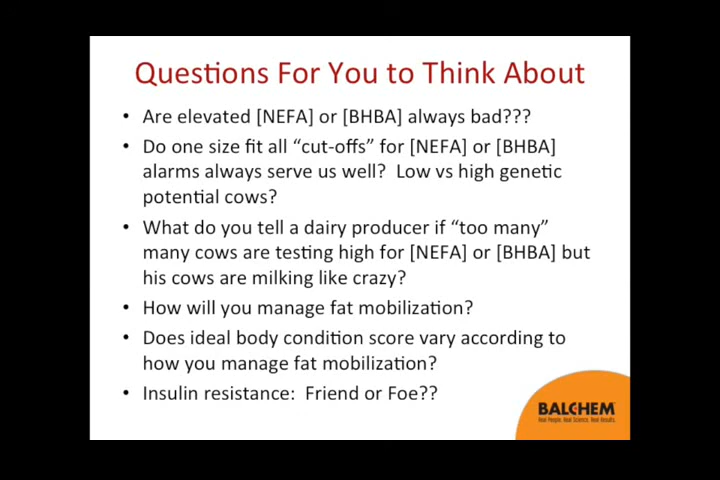 Questions For You to Think About
• Are elevated [NEFA] or [BHBA] always bad???
• Do one size fit all “cut-offs” for [NEFA] or [BHBA]
alarms always serve us well? Low vs high genetic
potential cows?
• What do you tell a dairy producer if “too many”
many cows are testing high for [NEFA] or [BHBA] but
his cows are milking like crazy?
• How will you manage fat mobilization?
• Does ideal body condition score vary according to
how you manage fat mobilization?
• Insulin resistance: Friend or Foe??
BALCHEM
Real People. Real Science. Real Results.